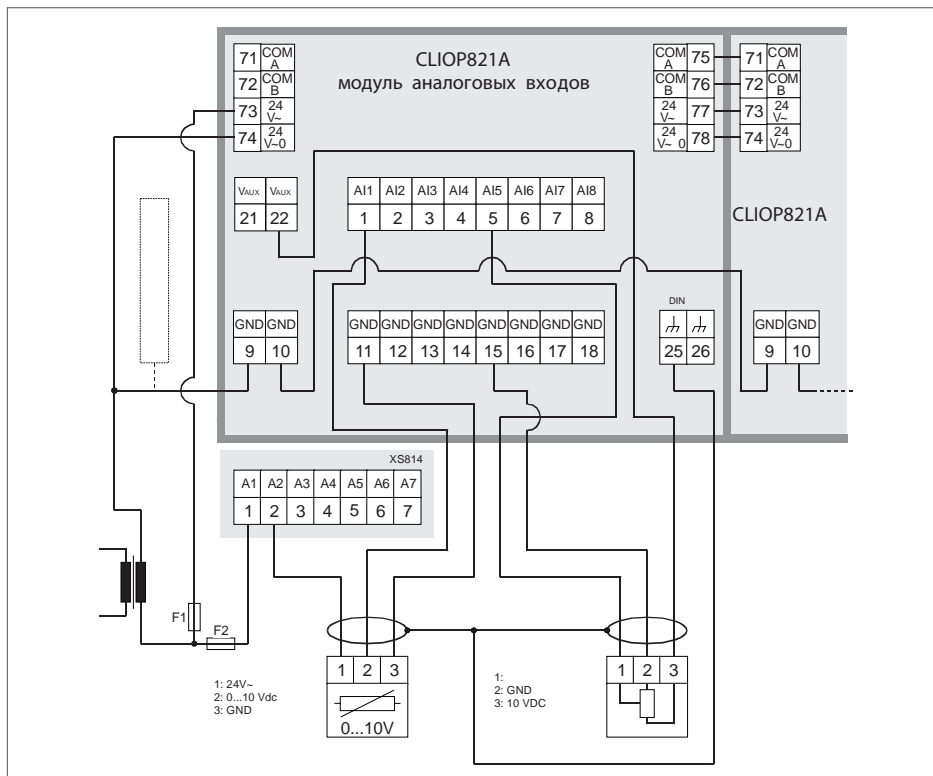 CLIOP821A
модуль аналоговых входов
71 COM A
72 COM B
73 24 V~
74 24 V~0
COM A 75
COM B 76
24 V~ 77
24 V~ 0 78
71 COM A
72 COM B
73 24 V~
74 24 V~0
CLIOP821A
VAUX VAUX
21 22
AI1 AI2 AI3 AI4 AI5 AI6 AI7 AI8
1 2 3 4 5 6 7 8
GND GND
9 10
GND GND GND GND GND GND GND GND
11 12 13 14 15 16 17 18
DIN
25 26
GND GND
9 10
XS814
A1 A2 A3 A4 A5 A6 A7
1 2 3 4 5 6 7
F1
F2
1: 24V~
2: 0...10 Vdc
3: GND
1 2 3
0...10V
1:
2: GND
3: 10 VDC
1 2 3